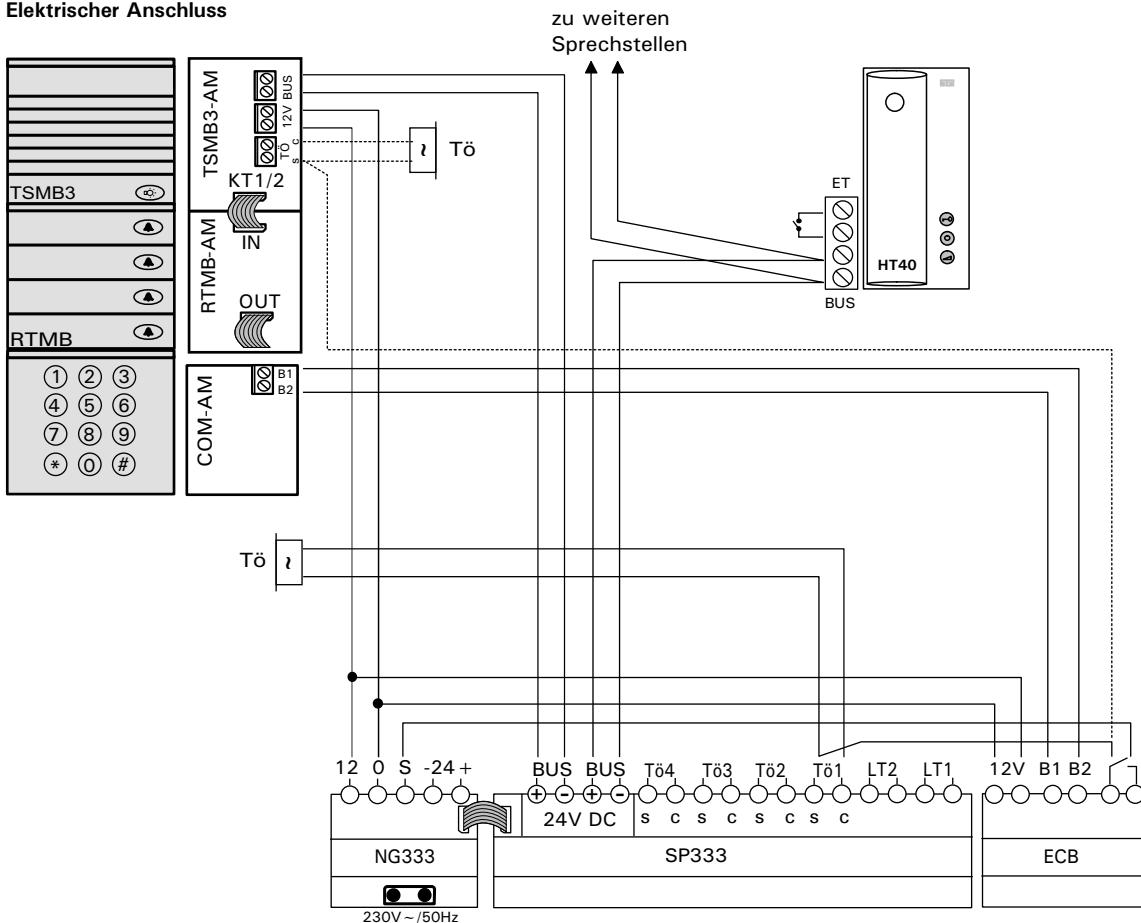 Elektrischer Anschluss
zu weiteren
Sprechstellen
TSMB3-AM
BUS
12V
TÖ
c
s
KT1/2
~
Tö
TSMB3
ET
HT40
BUS
RTMB-AM
IN
OUT
RTMB
COM-AM
B1
B2
1 2 3
4 5 6
7 8 9
* 0 #
Tö
~
12 0 S -24 + BUS BUS Tö4 Tö3 Tö2 Tö1 LT2 LT1 12V B1 B2
+ - + -
24V DC s c s c s c s c
NG333 SP333 ECB
230V~/50Hz